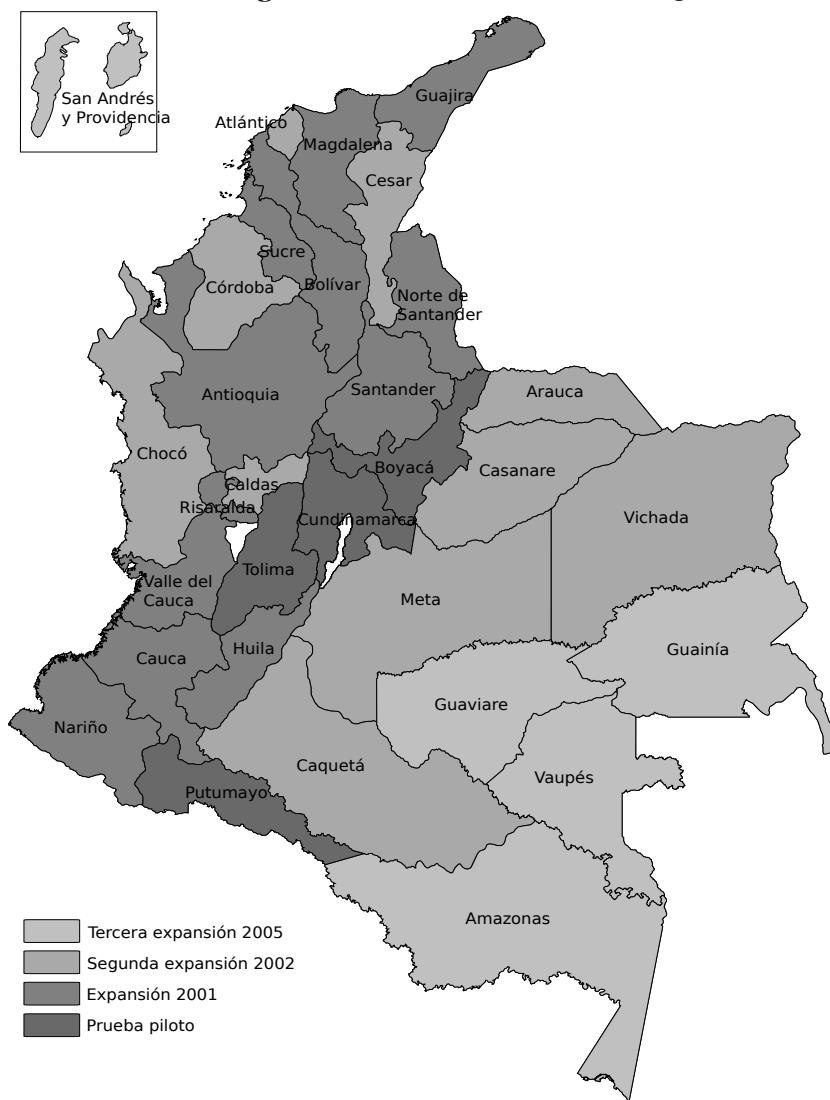 San Andrés
y Providencia
Guajira
Atlántico
Magdalena
Cesar
Sucre
Córdoba
Bolívar
Norte de
Santander
Antioquia
Santander
Arauca
Chocó
Boyacá
Casanare
Caldas
Risaralda
Cundinamarca
Vichada
Tolima
Valle del
Cauca
Meta
Huila
Cauca
Guainía
Guaviare
Nariño
Caquetá
Vaupés
Putumayo
Amazonas
Tercera expansión 2005
Segunda expansión 2002
Expansión 2001
Prueba piloto